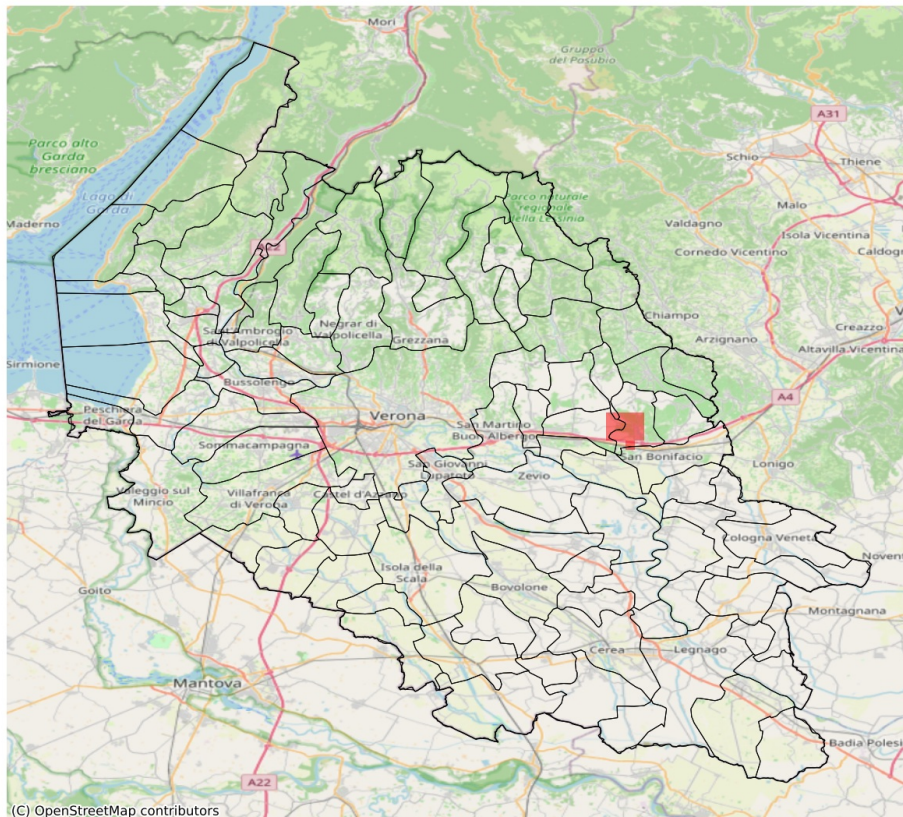 Mori
Gruppo
del Pasubio
A31
Parco alto
Garda
bresciano
Schio
Thiene
Lago di
Garda
Parco naturale
regionale
della Lessinia
Malo
Maderno
Valdagno
Isola Vicentina
A22
Cornedo Vicentino
Caldogn
Chiampo
Sant'Ambrogio
di Valpolicella
Negrar di
Valpolicella
Grezzana
Arzignano
Creazzo
Altavilla Vicentina
Sirmione
Bussolengo
A4
Peschiera
del Garda
Verona
San Martino
Buon Albergo
Sommacampagna
San Bonifacio
San Giovanni
Lupatoto
Zevio
Lonigo
Valeggio sul
Mincio
Villafranca
di Verona
Castel d'Azzano
Cologna Veneta
Isola della
Scala
Novent
Goito
Bovolone
Montagnana
Cerea
Legnago
Mantova
Badia Polesi
A22
(C) OpenStreetMap contributors